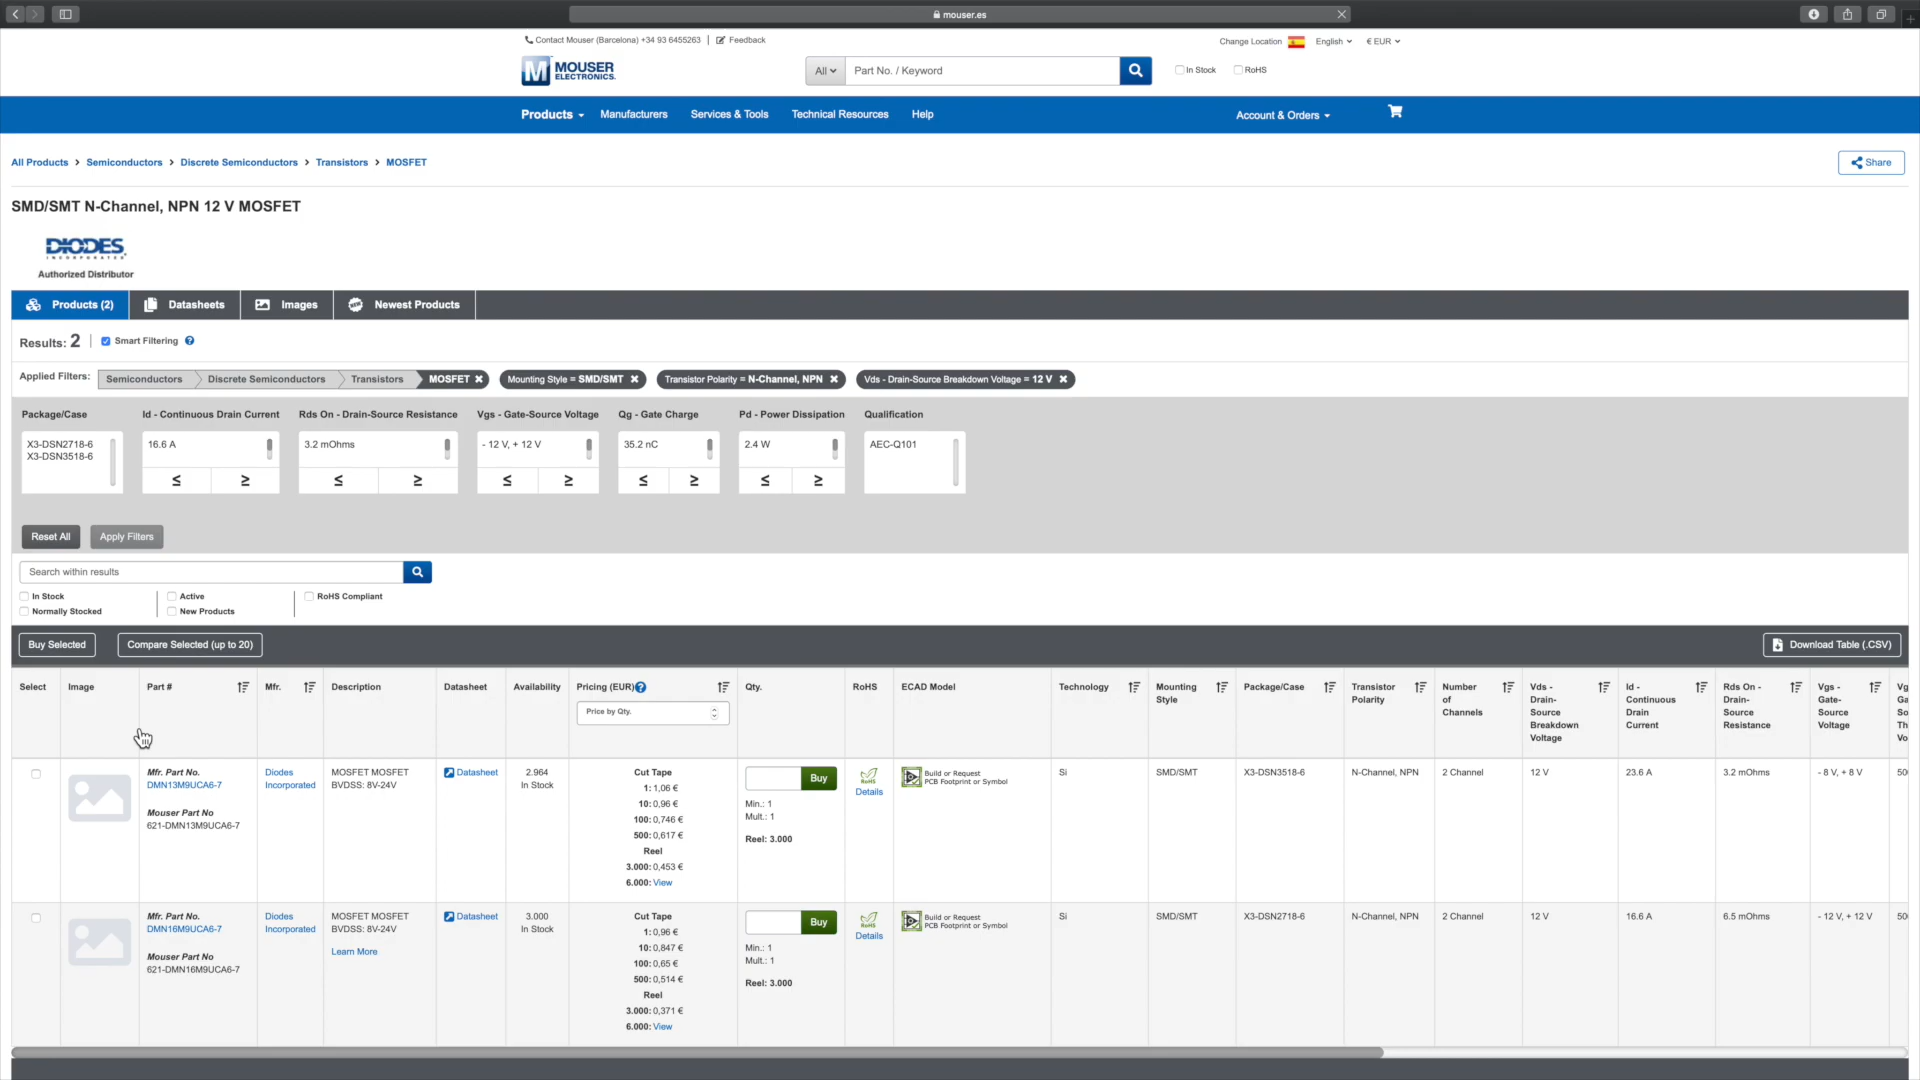 mouser.es
Contact Mouser (Barcelona) +34 93 6455263 | Feedback
Change Location English € EUR
MOUSER
ELECTRONICS.
All Part No. / Keyword
In Stock RoHS
Products Manufacturers Services & Tools Technical Resources Help Account & Orders
All Products > Semiconductors > Discrete Semiconductors > Transistors > MOSFET
Share
SMD/SMT N-Channel, NPN 12 V MOSFET
DIODES
INCORPORATED
Authorized Distributor
Products (2) Datasheets Images Newest Products
Results: 2 | Smart Filtering
Applied Filters: Semiconductors Discrete Semiconductors Transistors MOSFET Mounting Style = SMD/SMT Transistor Polarity = N-Channel, NPN Vds - Drain-Source Breakdown Voltage = 12 V
Package/Case Id - Continuous Drain Current Rds On - Drain-Source Resistance Vgs - Gate-Source Voltage Qg - Gate Charge Pd - Power Dissipation Qualification
X3-DSN2718-6 16.6 A 3.2 mOhms - 12 V, + 12 V 35.2 nC 2.4 W AEC-Q101
X3-DSN3518-6
≤ ≥ ≤ ≥ ≤ ≥ ≤ ≥ ≤ ≥
Reset All Apply Filters
Search within results
In Stock Active RoHS Compliant
Normally Stocked New Products
Buy Selected Compare Selected (up to 20) Download Table (.CSV)
Select Image Part # Mfr. Description Datasheet Availability Pricing (EUR) Qty. RoHS ECAD Model Technology Mounting Style Package/Case Transistor Polarity Number of Channels Vds - Drain-Source Breakdown Voltage Id - Continuous Drain Current Rds On - Drain-Source Resistance Vgs - Gate-Source Voltage Vg Ga So Th Vo
Price by Qty.
Mfr. Part No. Diodes MOSFET MOSFET Datasheet 2.964 Cut Tape Buy RoHS Build or Request Si SMD/SMT X3-DSN3518-6 N-Channel, NPN 2 Channel 12 V 23.6 A 3.2 mOhms - 8 V, + 8 V 50
DMN13M9UCA6-7 Incorporated BVDSS: 8V-24V In Stock 1: 1,06 € PCB Footprint or Symbol
Details
10: 0,96 € Min.: 1
Mouser Part No 100: 0,746 € Mult.: 1
621-DMN13M9UCA6-7 500: 0,617 € Reel: 3.000
Reel
3.000: 0,453 €
6.000: View
Mfr. Part No. Diodes MOSFET MOSFET Datasheet 3.000 Cut Tape Buy RoHS Build or Request Si SMD/SMT X3-DSN2718-6 N-Channel, NPN 2 Channel 12 V 16.6 A 6.5 mOhms - 12 V, + 12 V 50
DMN16M9UCA6-7 Incorporated BVDSS: 8V-24V In Stock 1: 0,96 € PCB Footprint or Symbol
Details
Learn More 10: 0,847 € Min.: 1
Mouser Part No 100: 0,65 € Mult.: 1
621-DMN16M9UCA6-7 500: 0,514 € Reel: 3.000
Reel
3.000: 0,371 €
6.000: View